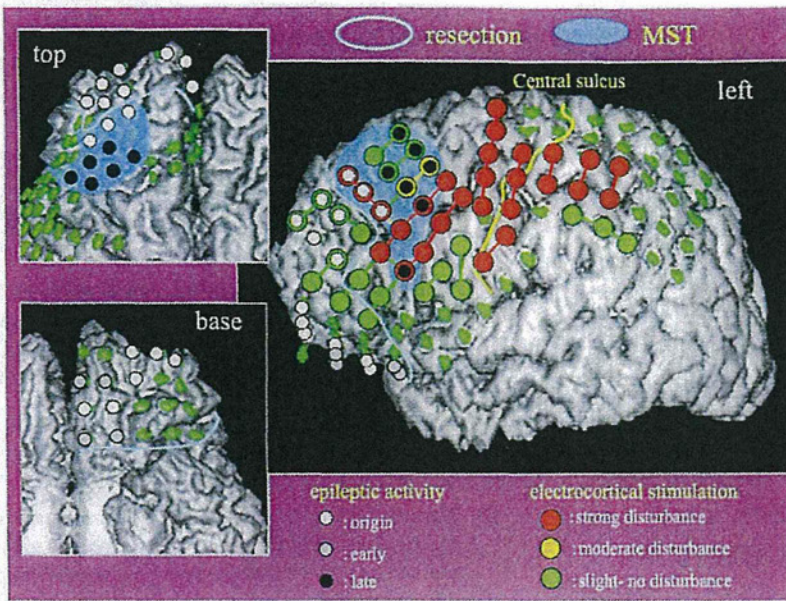 resection MST
top
Central sulcus
left
base
epileptic activity
: origin
: early
: late
electrocortical stimulation
: strong disturbance
: moderate disturbance
: slight- no disturbance